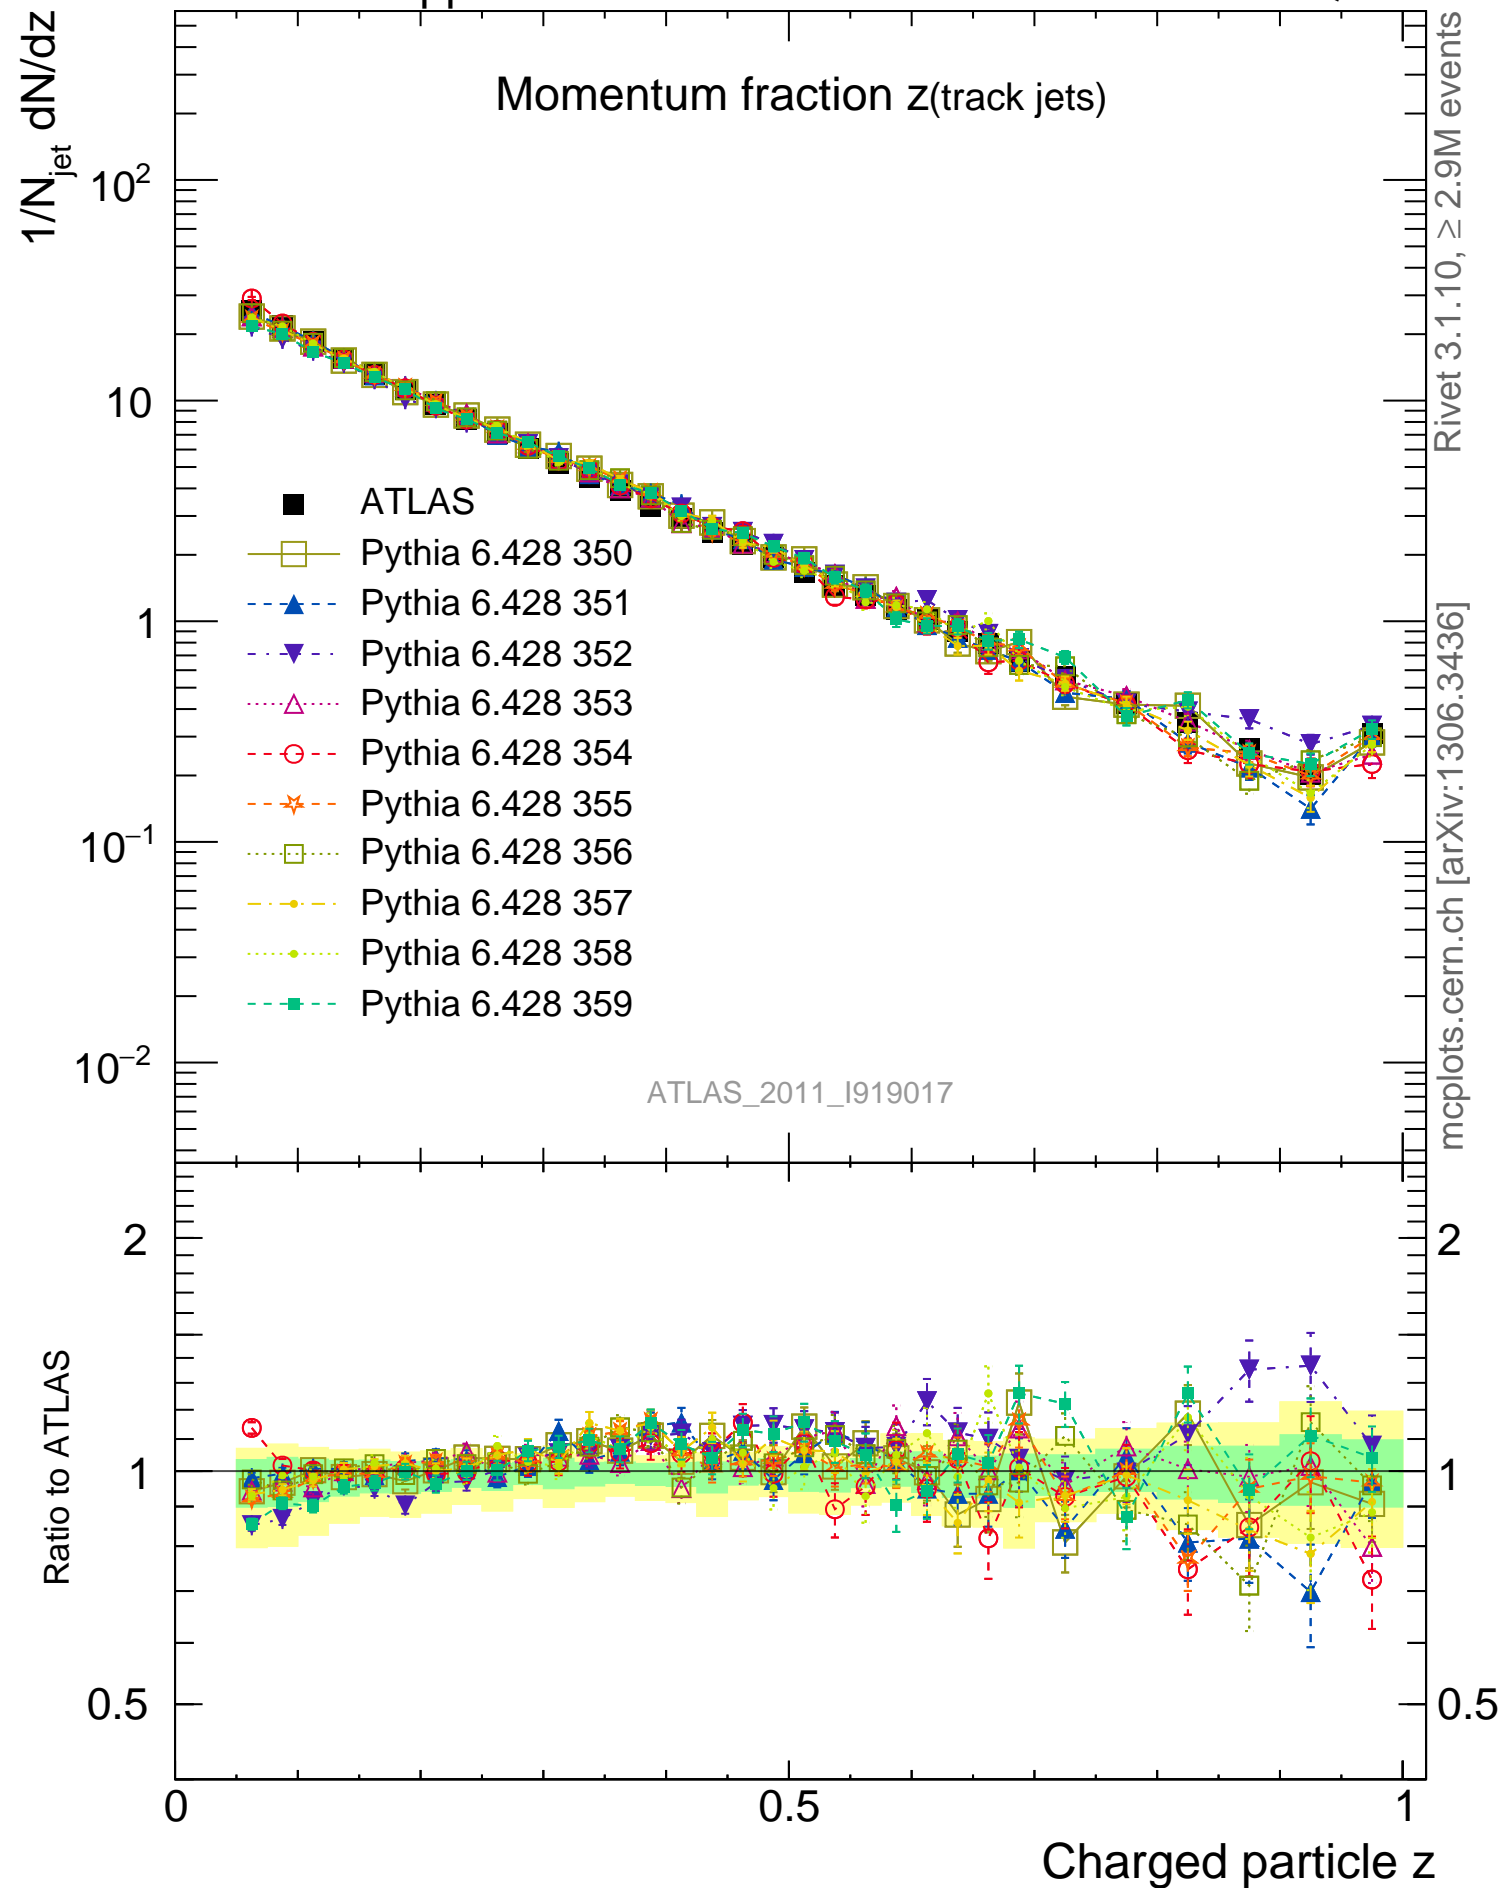 Momentum fraction z(track jets)
1/N_jet dN/dz
10²
10
1
10⁻¹
10⁻²
ATLAS
Pythia 6.428 350
Pythia 6.428 351
Pythia 6.428 352
Pythia 6.428 353
Pythia 6.428 354
Pythia 6.428 355
Pythia 6.428 356
Pythia 6.428 357
Pythia 6.428 358
Pythia 6.428 359
ATLAS_2011_I919017
Rivet 3.1.10, ≥ 2.9M events
mcplots.cern.ch [arXiv:1306.3436]
Ratio to ATLAS
2
1
0.5
2
1
0.5
0
0.5
1
Charged particle z